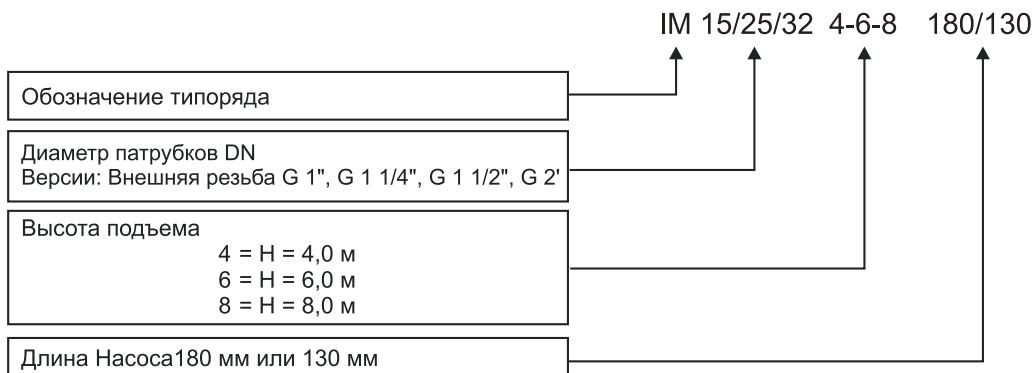 IM 15/25/32 4-6-8 180/130
Обозначение типоряда
Диаметр патрубков DN
Версии: Внешняя резьба G 1", G 1 1/4", G 1 1/2", G 2'
Высота подъема
4 = H = 4,0 м
6 = H = 6,0 м
8 = H = 8,0 м
Длина Насоса180 мм или 130 мм